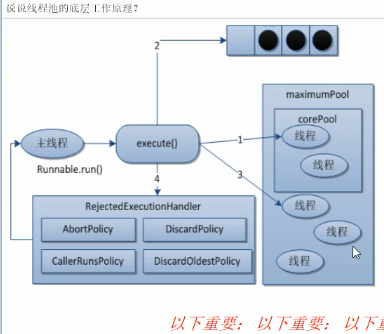 说说线程池的底层工作原理？
2
maximumPool
corePool
主线程
execute()
1
线程
线程
Runnable.run()
4
3
线程
RejectedExecutionHandler
AbortPolicy
DiscardPolicy
线程
CallerRunsPolicy
DiscardOldestPolicy
线程
以下重要： 以下重要： 以下重